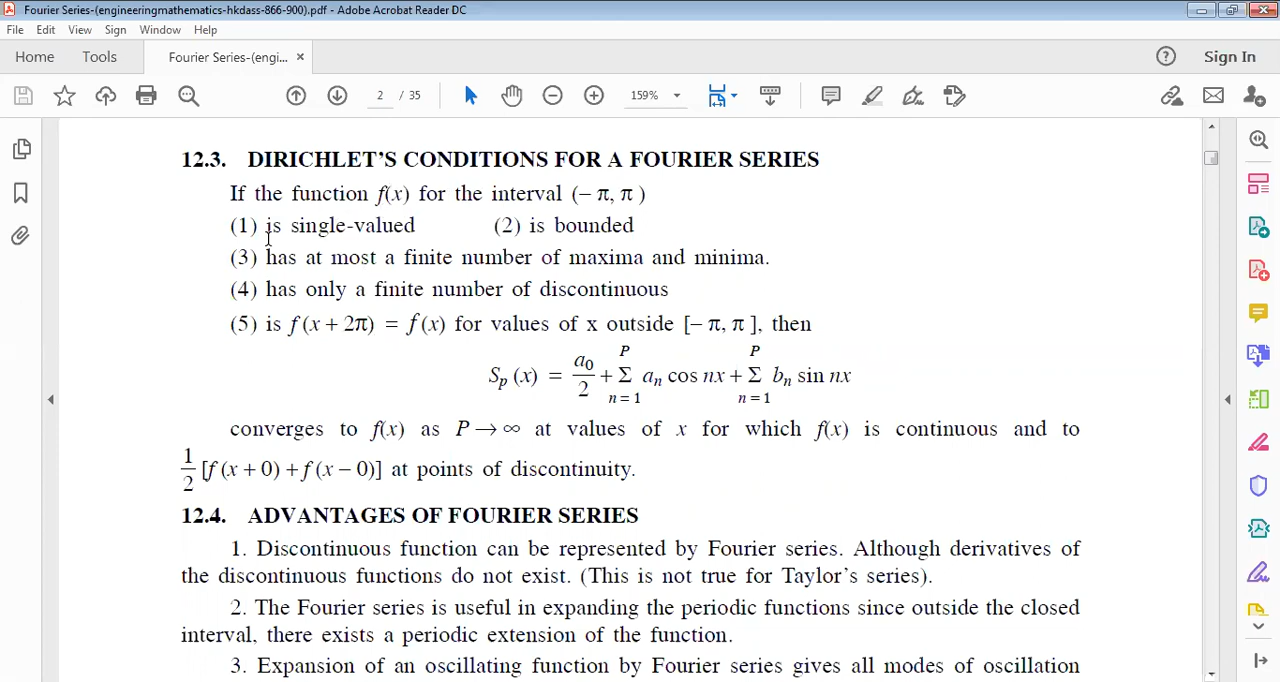 Fourier Series-(engineeringmathematics-hkdass-866-900).pdf - Adobe Acrobat Reader DC
File Edit View Sign Window Help
Home Tools Fourier Series-(engi... × Sign In
2 / 35 159%
12.3. DIRICHLET’S CONDITIONS FOR A FOURIER SERIES
If the function f(x) for the interval (– π, π )
(1) is single-valued (2) is bounded
(3) has at most a finite number of maxima and minima.
(4) has only a finite number of discontinuous
(5) is f (x + 2π) = f (x) for values of x outside [– π, π ], then
S_p (x) = a_0/2 + Σ_{n = 1}^{P} a_n cos nx + Σ_{n = 1}^{P} b_n sin nx
converges to f(x) as P → ∞ at values of x for which f(x) is continuous and to
1/2 [f (x + 0) + f (x – 0)] at points of discontinuity.
12.4. ADVANTAGES OF FOURIER SERIES
1. Discontinuous function can be represented by Fourier series. Although derivatives of
the discontinuous functions do not exist. (This is not true for Taylor’s series).
2. The Fourier series is useful in expanding the periodic functions since outside the closed
interval, there exists a periodic extension of the function.
3. Expansion of an oscillating function by Fourier series gives all modes of oscillation